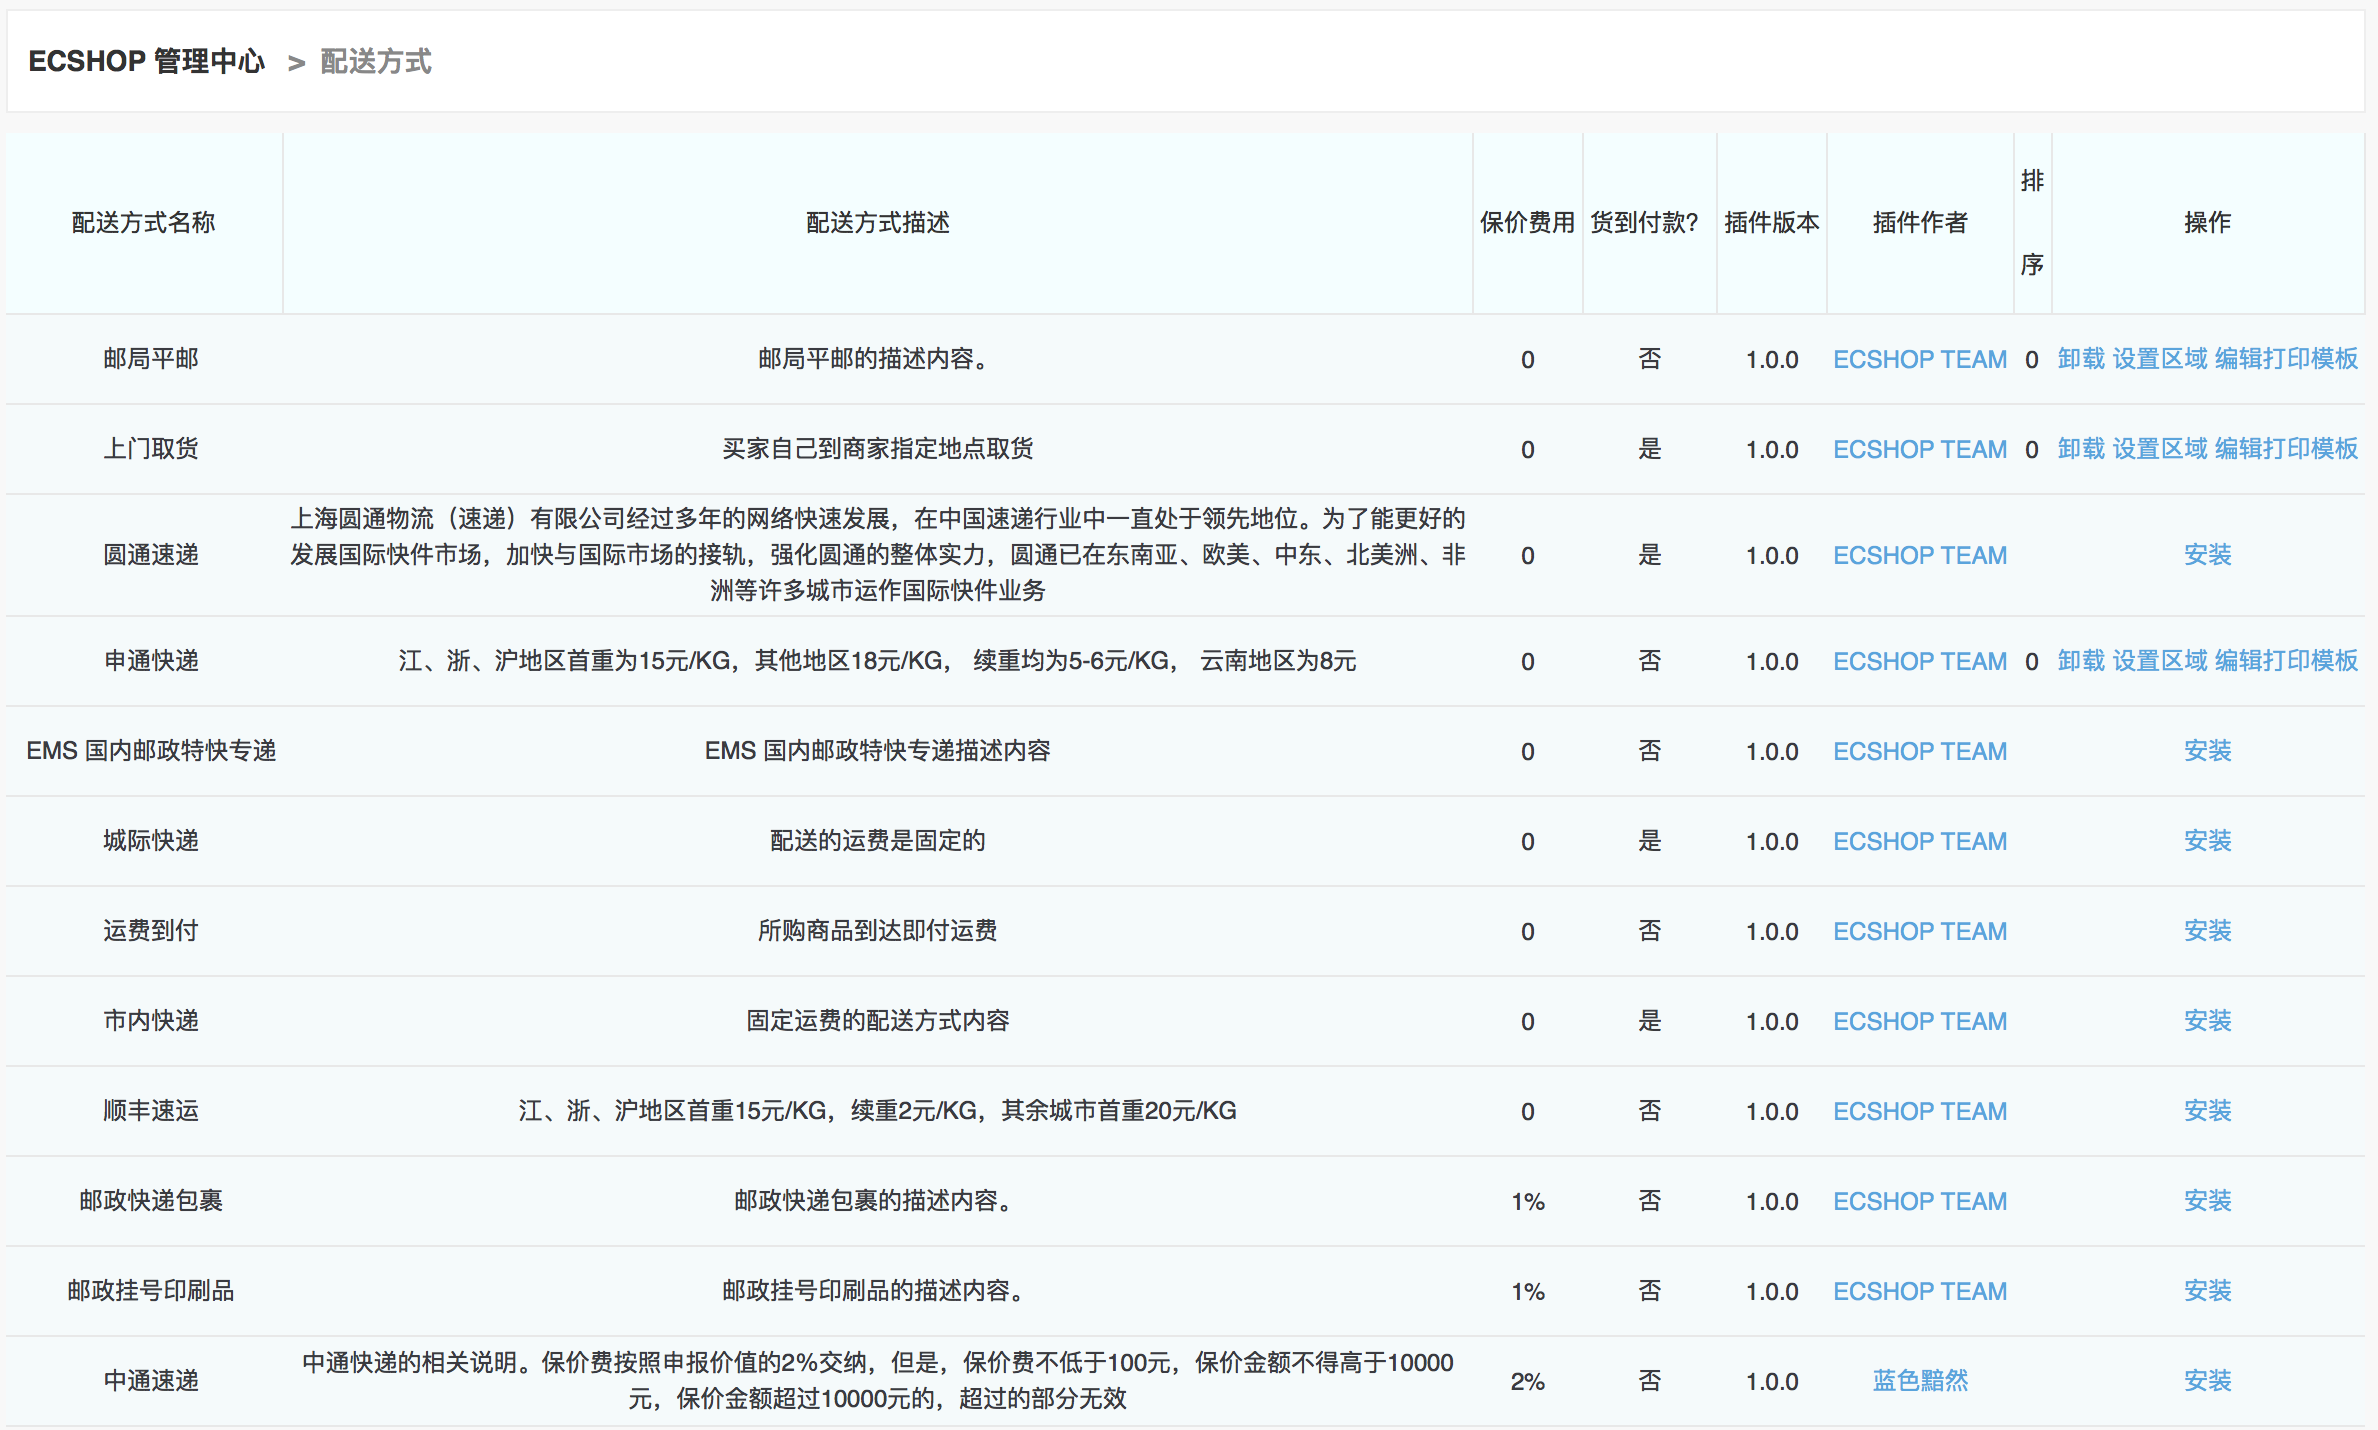 ECSHOP 管理中心 > 配送方式
配送方式名称 配送方式描述 保价费用 货到付款? 插件版本 插件作者 排序 操作
邮局平邮 邮局平邮的描述内容。 0 否 1.0.0 ECSHOP TEAM 0 卸载 设置区域 编辑打印模板
上门取货 买家自己到商家指定地点取货 0 是 1.0.0 ECSHOP TEAM 0 卸载 设置区域 编辑打印模板
上海圆通物流（速递）有限公司经过多年的网络快速发展，在中国速递行业中一直处于领先地位。为了能更好的
圆通速递 发展国际快件市场，加快与国际市场的接轨，强化圆通的整体实力，圆通已在东南亚、欧美、中东、北美洲、非 0 是 1.0.0 ECSHOP TEAM 安装
洲等许多城市运作国际快件业务
申通快递 江、浙、沪地区首重为15元/KG，其他地区18元/KG， 续重均为5-6元/KG， 云南地区为8元 0 否 1.0.0 ECSHOP TEAM 0 卸载 设置区域 编辑打印模板
EMS 国内邮政特快专递 EMS 国内邮政特快专递描述内容 0 否 1.0.0 ECSHOP TEAM 安装
城际快递 配送的运费是固定的 0 是 1.0.0 ECSHOP TEAM 安装
运费到付 所购商品到达即付运费 0 否 1.0.0 ECSHOP TEAM 安装
市内快递 固定运费的配送方式内容 0 是 1.0.0 ECSHOP TEAM 安装
顺丰速运 江、浙、沪地区首重15元/KG，续重2元/KG，其余城市首重20元/KG 0 否 1.0.0 ECSHOP TEAM 安装
邮政快递包裹 邮政快递包裹的描述内容。 1% 否 1.0.0 ECSHOP TEAM 安装
邮政挂号印刷品 邮政挂号印刷品的描述内容。 1% 否 1.0.0 ECSHOP TEAM 安装
中通快递的相关说明。保价费按照申报价值的2％交纳，但是，保价费不低于100元，保价金额不得高于10000
中通速递 元，保价金额超过10000元的，超过的部分无效 2% 否 1.0.0 蓝色黯然 安装